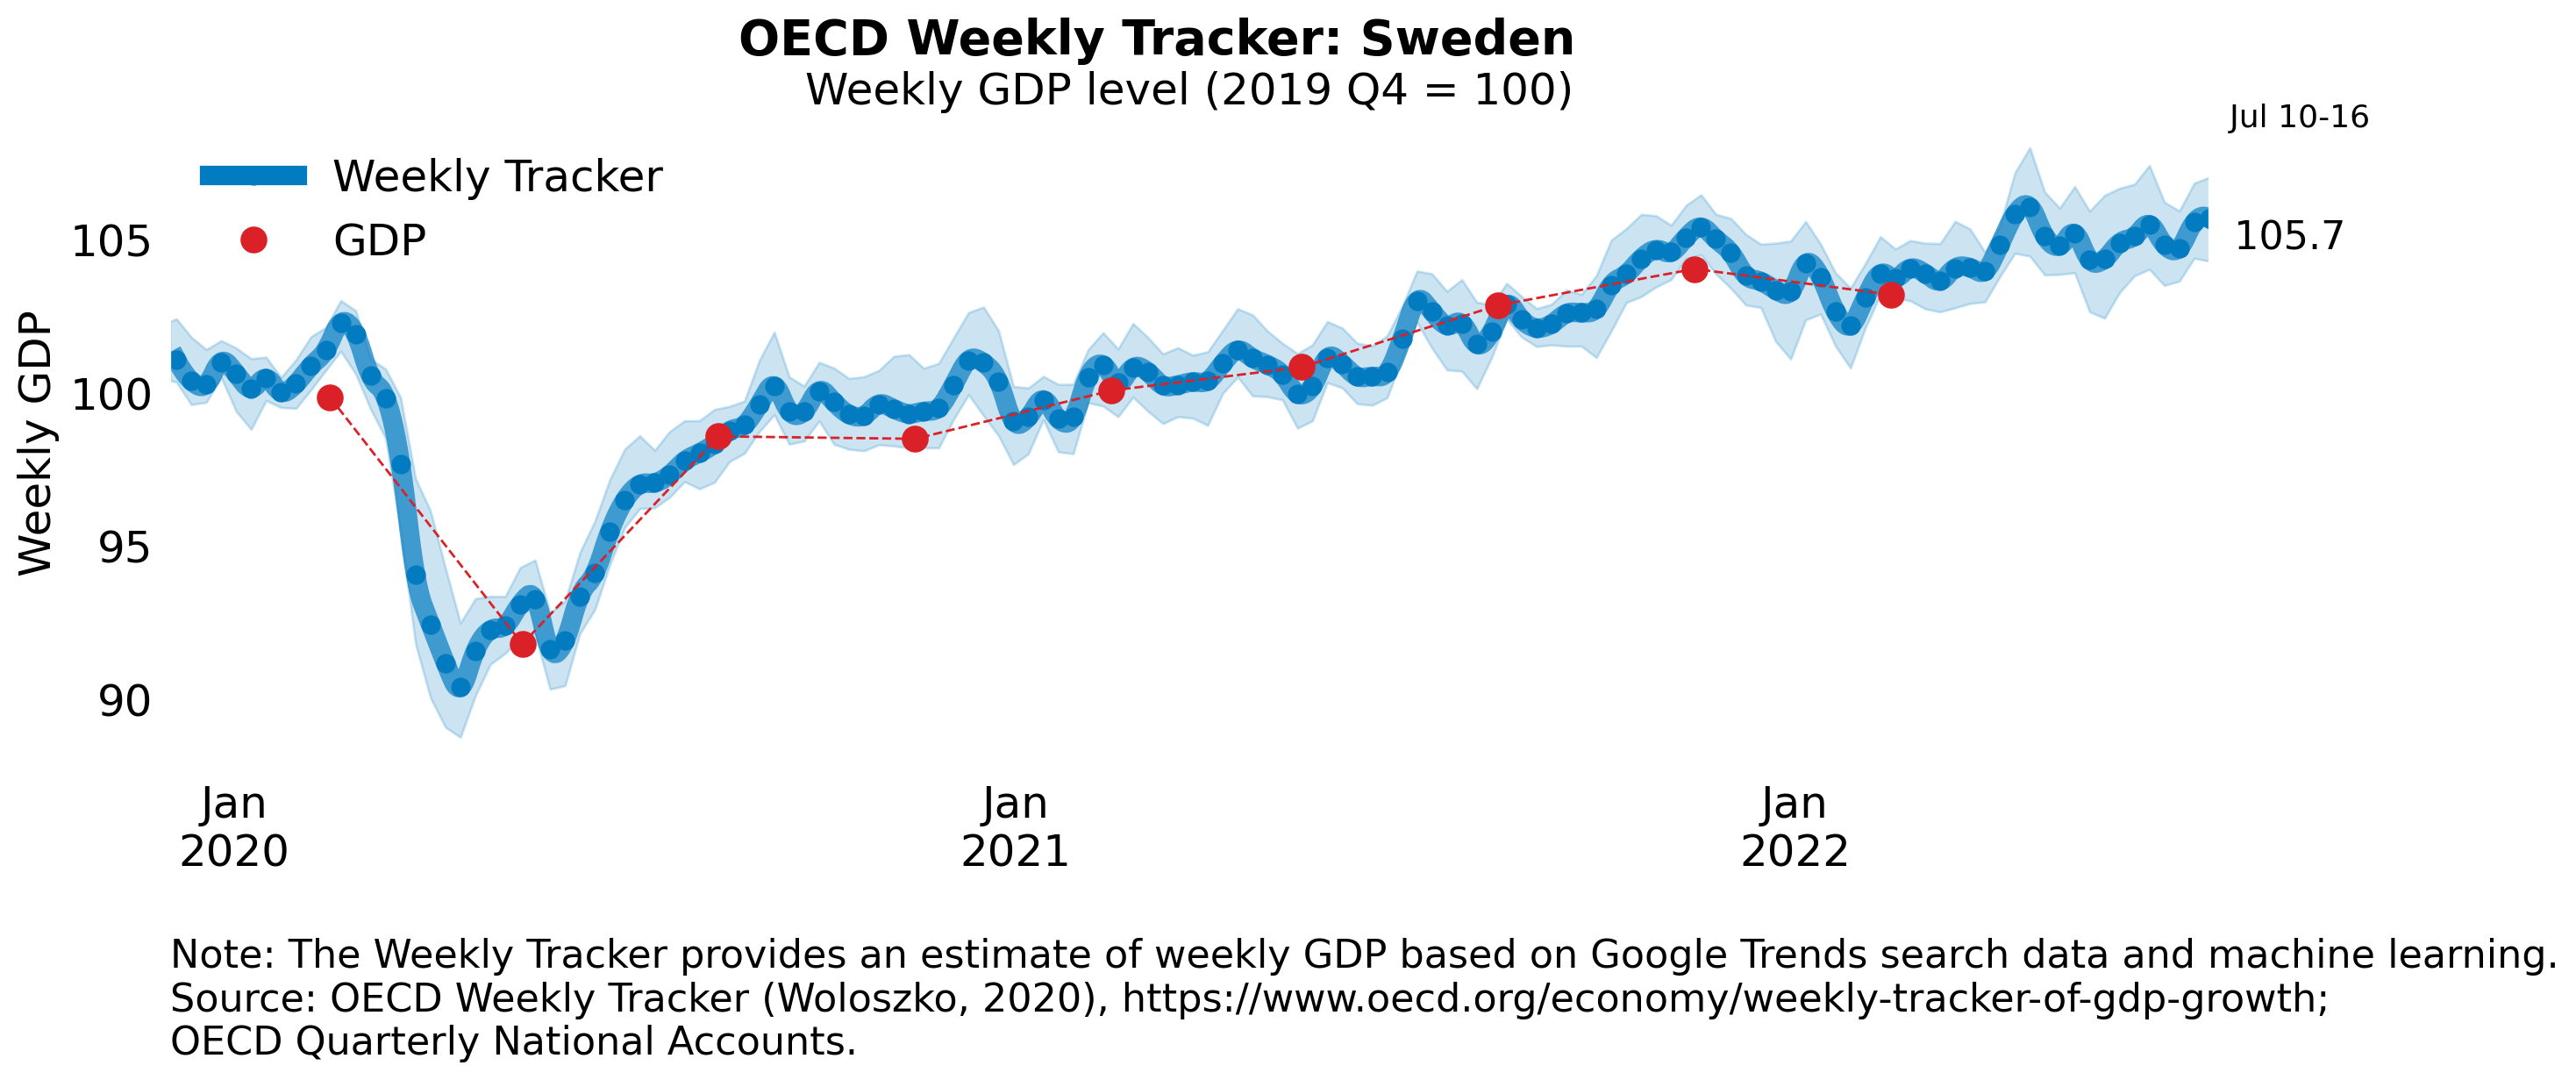 OECD Weekly Tracker: Sweden
Weekly GDP level (2019 Q4 = 100)
Jul 10-16
Weekly Tracker
GDP
105.7
105
100
95
90
Weekly GDP
Jan
2020
Jan
2021
Jan
2022
Note: The Weekly Tracker provides an estimate of weekly GDP based on Google Trends search data and machine learning.
Source: OECD Weekly Tracker (Woloszko, 2020), https://www.oecd.org/economy/weekly-tracker-of-gdp-growth;
OECD Quarterly National Accounts.